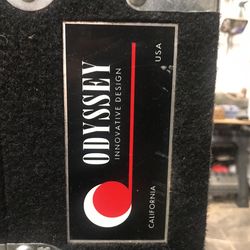 ODYSSEY
INNOVATIVE DESIGN
CALIFORNIA
USA